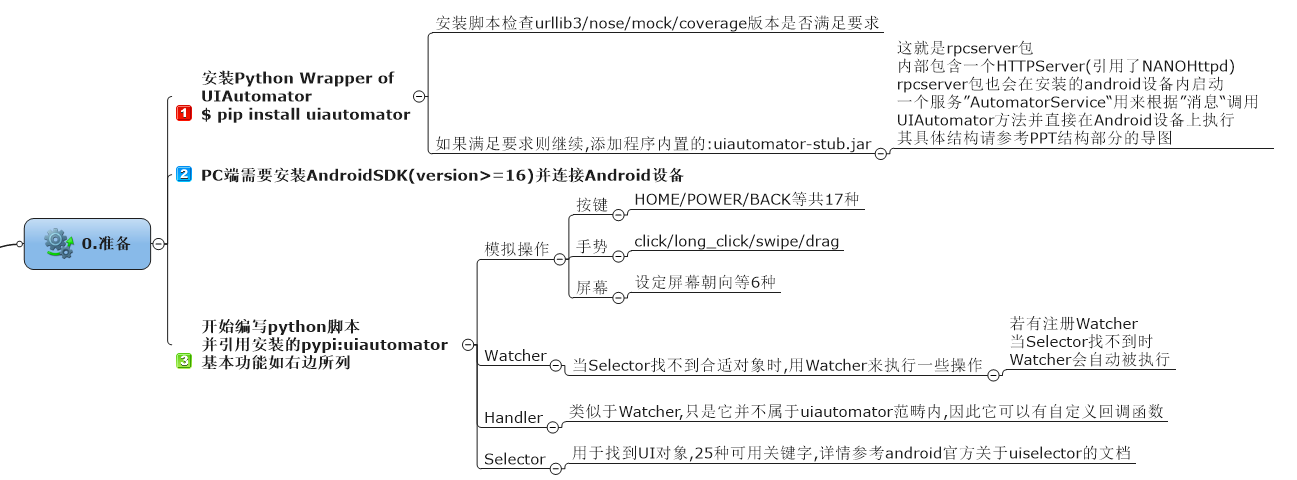 0.准备
1
安装Python Wrapper of
UIAutomator
$ pip install uiautomator
安装脚本检查urllib3/nose/mock/coverage版本是否满足要求
如果满足要求则继续,添加程序内置的:uiautomator-stub.jar
这就是rpcserver包
内部包含一个HTTPServer(引用了NANOHttpd)
rpcserver包也会在安装的android设备内启动
一个服务”AutomatorService“用来根据”消息“调用
UIAutomator方法并直接在Android设备上执行
其具体结构请参考PPT结构部分的导图
2
PC端需要安装AndroidSDK(version>=16)并连接Android设备
3
开始编写python脚本
并引用安装的pypi:uiautomator
基本功能如右边所列
模拟操作
按键
HOME/POWER/BACK等共17种
手势
click/long_click/swipe/drag
屏幕
设定屏幕朝向等6种
Watcher
当Selector找不到合适对象时,用Watcher来执行一些操作
若有注册Watcher
当Selector找不到时
Watcher会自动被执行
Handler
类似于Watcher,只是它并不属于uiautomator范畴内,因此它可以有自定义回调函数
Selector
用于找到UI对象,25种可用关键字,详情参考android官方关于uiselector的文档